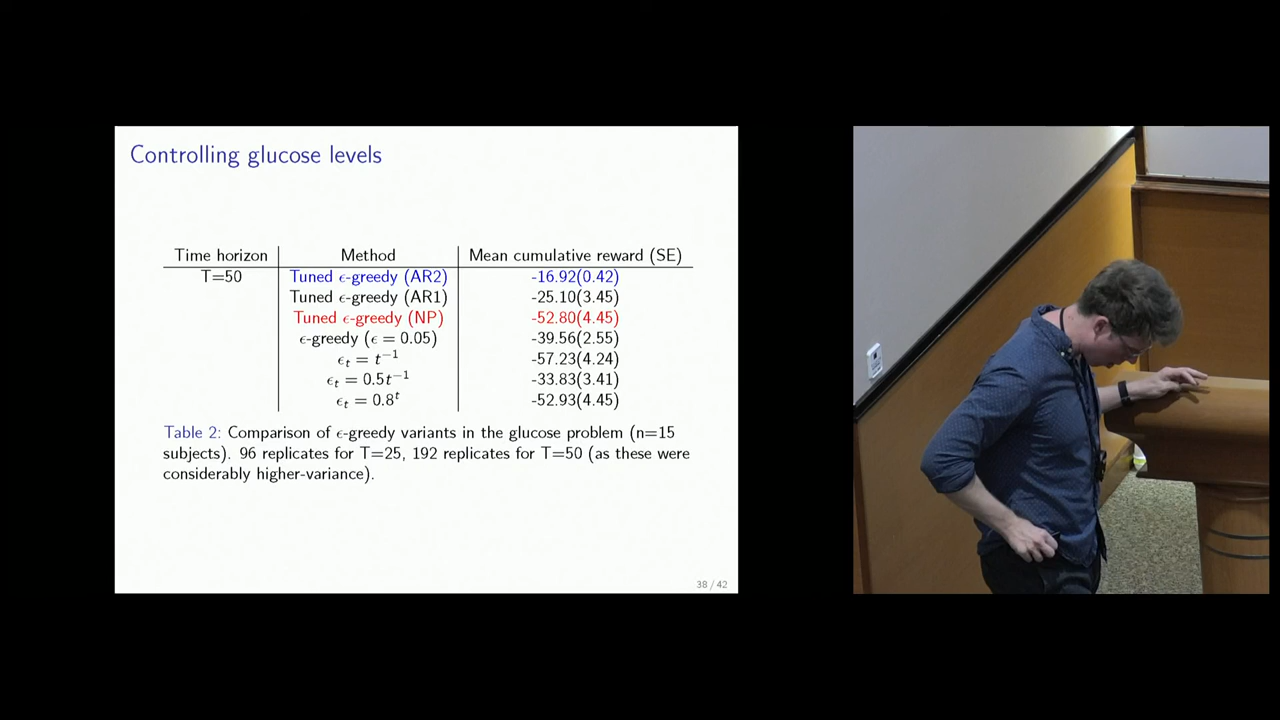 Controlling glucose levels
Time horizon Method Mean cumulative reward (SE)
T=50 Tuned ϵ-greedy (AR2) -16.92(0.42)
Tuned ϵ-greedy (AR1) -25.10(3.45)
Tuned ϵ-greedy (NP) -52.80(4.45)
ϵ-greedy (ϵ = 0.05) -39.56(2.55)
ϵₜ = t⁻¹ -57.23(4.24)
ϵₜ = 0.5t⁻¹ -33.83(3.41)
ϵₜ = 0.8ᵗ -52.93(4.45)
Table 2: Comparison of ϵ-greedy variants in the glucose problem (n=15
subjects). 96 replicates for T=25, 192 replicates for T=50 (as these were
considerably higher-variance).
38 / 42